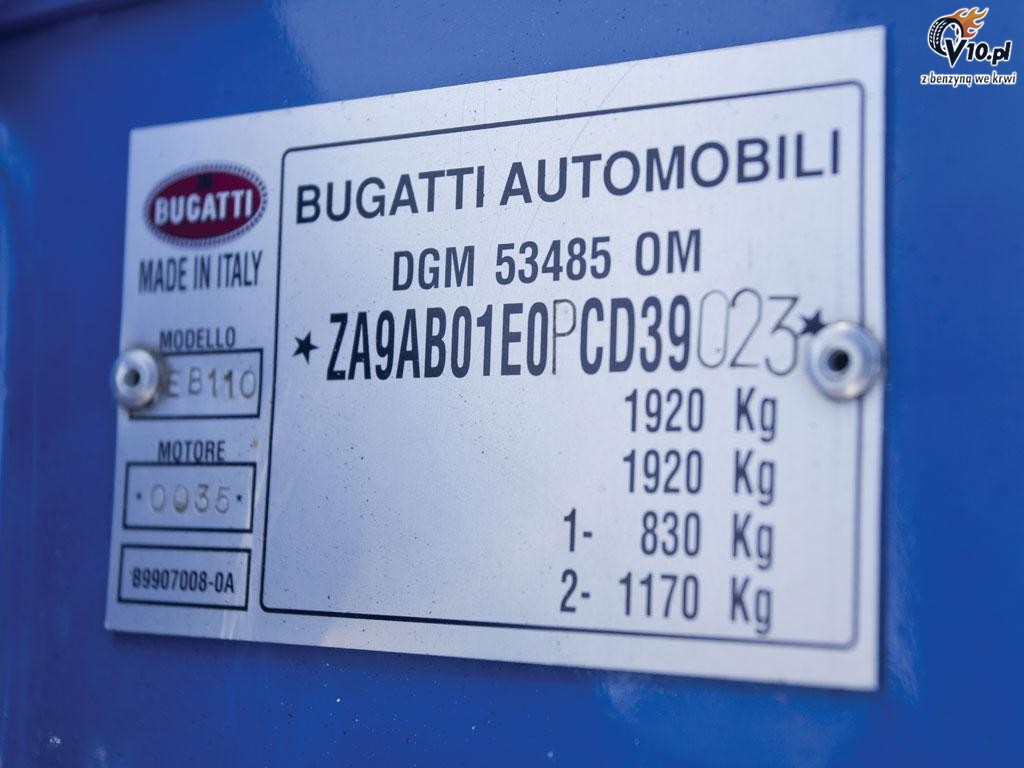 V10.pl
z benzyną we krwi
BUGATTI
MADE IN ITALY
MODELLO
EB110
MOTORE
*0035*
89907008-0A
BUGATTI AUTOMOBILI
DGM 53485 OM
★ZA9AB01E0PCD39023★
1920 Kg
1920 Kg
1- 830 Kg
2- 1170 Kg